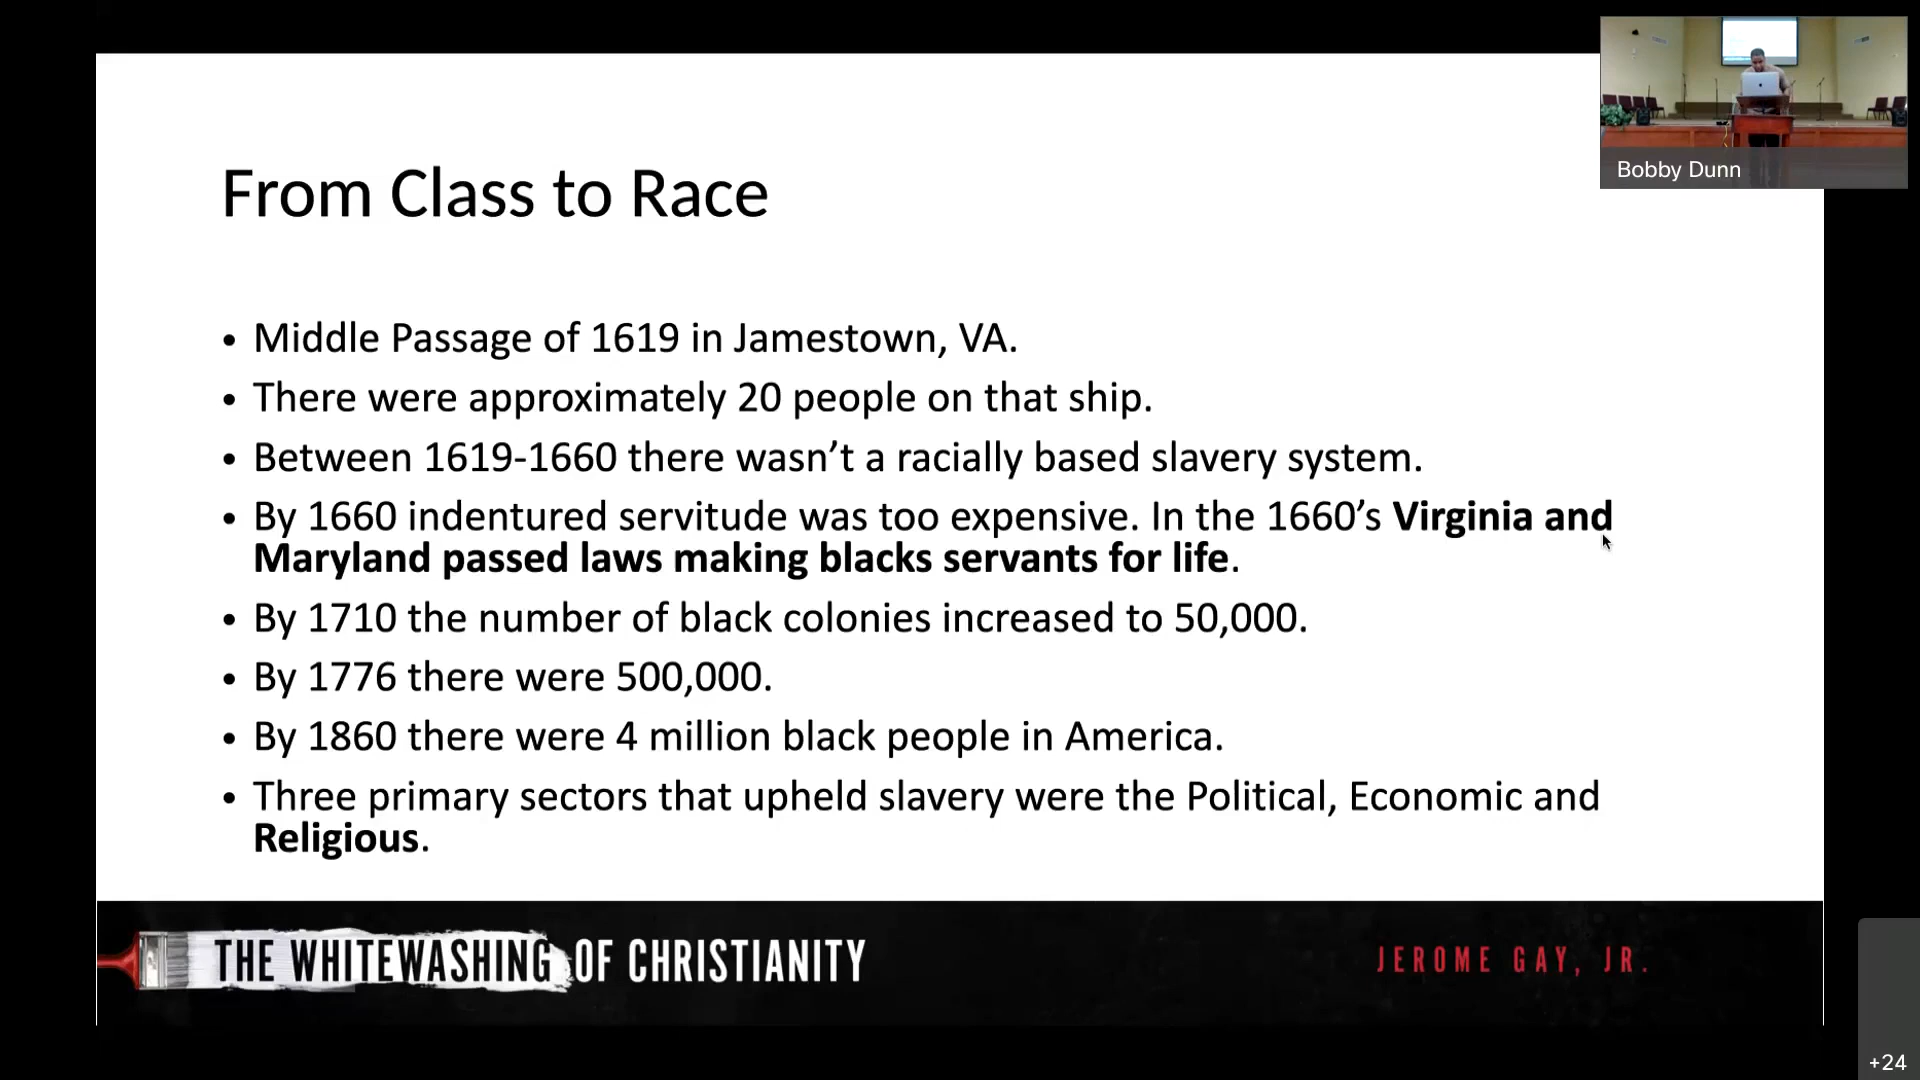 Bobby Dunn
From Class to Race
• Middle Passage of 1619 in Jamestown, VA.
• There were approximately 20 people on that ship.
• Between 1619-1660 there wasn’t a racially based slavery system.
• By 1660 indentured servitude was too expensive. In the 1660’s Virginia and
Maryland passed laws making blacks servants for life.
• By 1710 the number of black colonies increased to 50,000.
• By 1776 there were 500,000.
• By 1860 there were 4 million black people in America.
• Three primary sectors that upheld slavery were the Political, Economic and
Religious.
THE WHITEWASHING OF CHRISTIANITY
JEROME GAY, JR.
+24